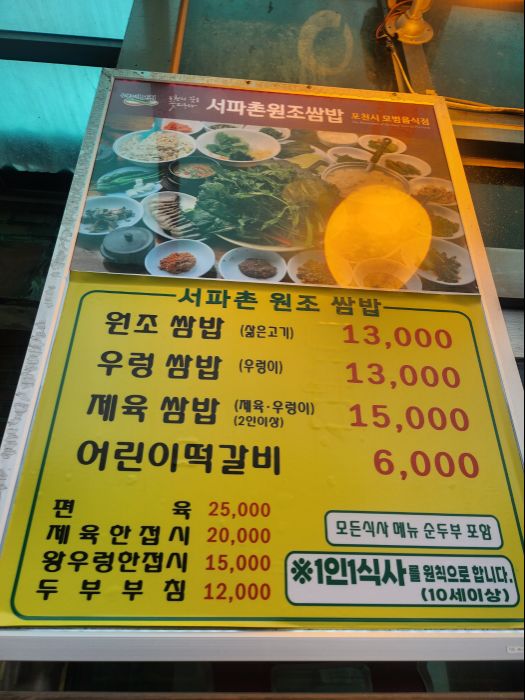 서파촌원조쌈밥 포천시 모범음식점
서파촌 원조 쌈밥
원조 쌈밥 (삶은고기) 13,000
우렁 쌈밥 (우렁이) 13,000
제육 쌈밥 (제육·우렁이) (2인이상) 15,000
어린이떡갈비 6,000
편 육 25,000
제육한접시 20,000
왕우렁한접시 15,000
두부부침 12,000
모든식사 메뉴 순두부 포함
※1인1식사를 원칙으로 합니다.
(10세이상)